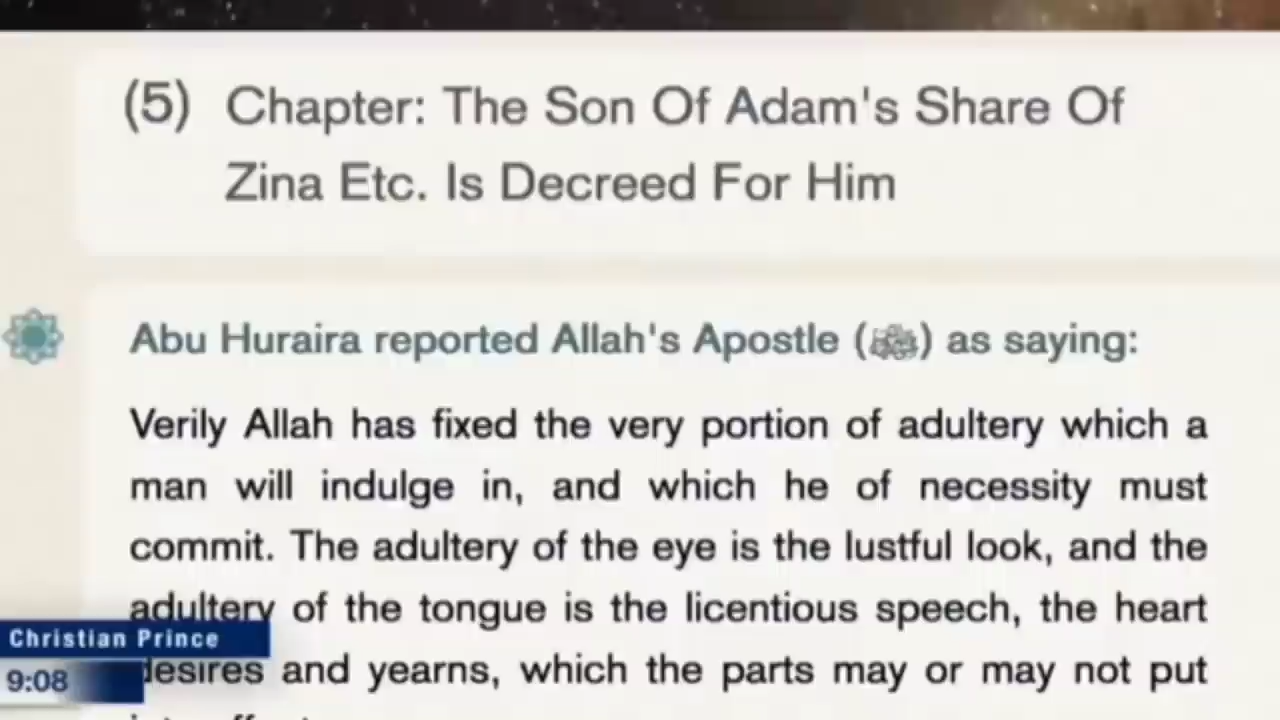 (5) Chapter: The Son Of Adam's Share Of
Zina Etc. Is Decreed For Him
Abu Huraira reported Allah's Apostle (ﷺ) as saying:
Verily Allah has fixed the very portion of adultery which a
man will indulge in, and which he of necessity must
commit. The adultery of the eye is the lustful look, and the
adultery of the tongue is the licentious speech, the heart
desires and yearns, which the parts may or may not put
Christian Prince
9:08